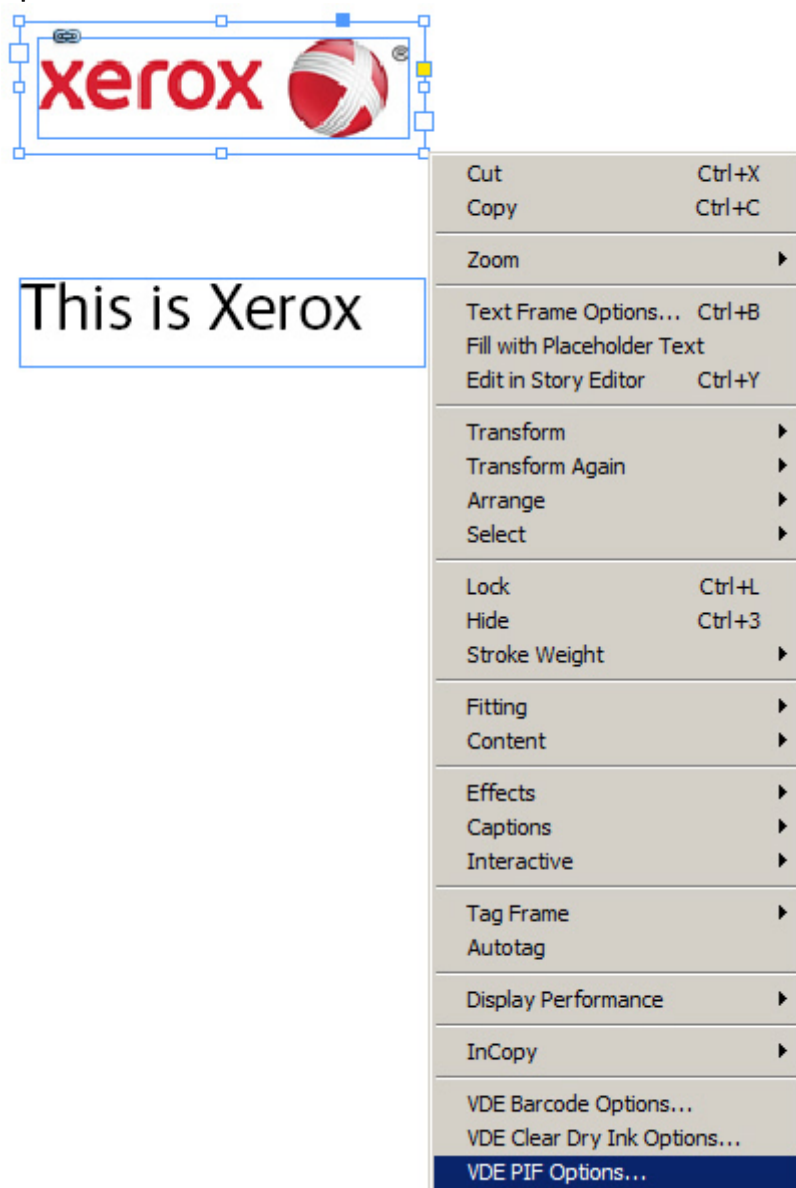 xerox ®
This is Xerox
Cut Ctrl+X
Copy Ctrl+C
Zoom
Text Frame Options... Ctrl+B
Fill with Placeholder Text
Edit in Story Editor Ctrl+Y
Transform
Transform Again
Arrange
Select
Lock Ctrl+L
Hide Ctrl+3
Stroke Weight
Fitting
Content
Effects
Captions
Interactive
Tag Frame
Autotag
Display Performance
InCopy
VDE Barcode Options...
VDE Clear Dry Ink Options...
VDE PIF Options...